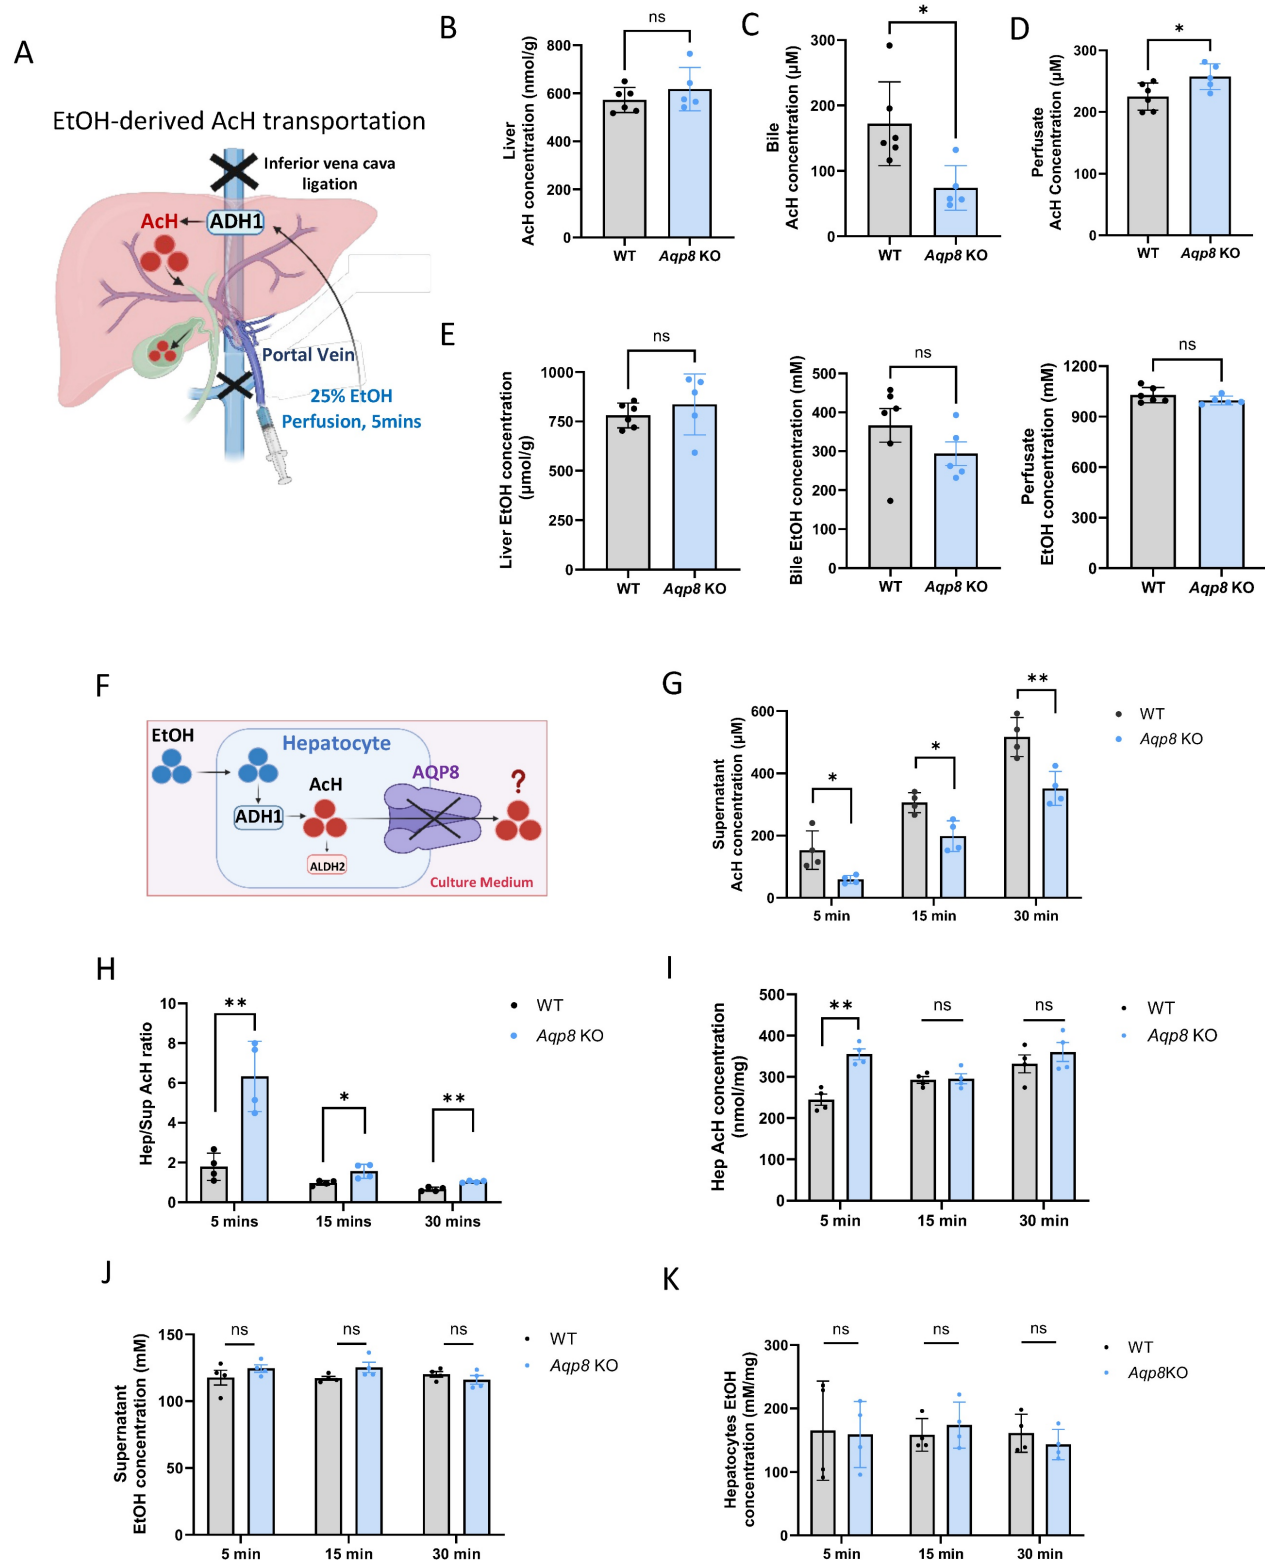 A
EtOH-derived AcH transportation
Inferior vena cava
ligation
AcH
ADH1
Portal Vein
25% EtOH
Perfusion, 5mins
B
ns
Liver
AcH concentration (nmol/g)
800
600
400
200
0
WT
Aqp8 KO
C
*
Bile
AcH concentration (μM)
300
200
100
0
WT
Aqp8 KO
D
*
Perfusate
AcH Concentration (μM)
300
200
100
0
WT
Aqp8 KO
E
ns
Liver EtOH concentration
(μmol/g)
1000
750
500
250
0
WT
Aqp8 KO
ns
Bile EtOH concentration (mM)
500
400
300
200
100
0
WT
Aqp8 KO
ns
Perfusate
EtOH concentration (mM)
1200
900
600
300
0
WT
Aqp8 KO
F
EtOH
Hepatocyte
AQP8
AcH
?
ADH1
ALDH2
Culture Medium
G
Supernatant
AcH concentration (μM)
600
400
200
0
*
*
**
5 min
15 min
30 min
WT
Aqp8 KO
H
Hep/Sup AcH ratio
10
8
6
4
2
0
**
*
**
5 mins
15 mins
30 mins
WT
Aqp8 KO
I
Hep AcH concentration
(nmol/mg)
500
400
300
200
100
0
**
ns
ns
5 min
15 min
30 min
WT
Aqp8 KO
J
Supernatant
EtOH concentration (mM)
150
100
50
0
ns
ns
ns
5 min
15 min
30 min
WT
Aqp8 KO
K
Hepatocytes EtOH
concentration (mM/mg)
300
200
100
0
ns
ns
ns
5 min
15 min
30 min
WT
Aqp8KO